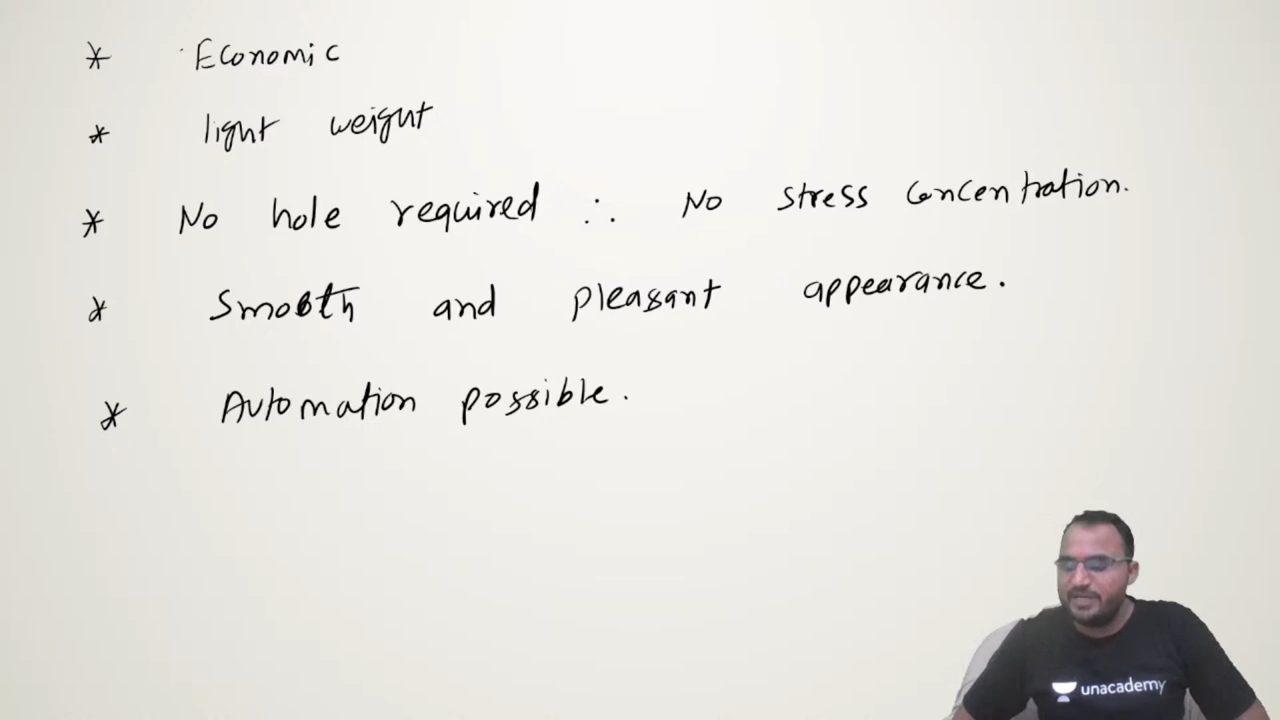 * Economic
* light weight
* No hole required ∴ No stress concentration.
* Smooth and pleasant appearance.
* Automation possible.
unacademy